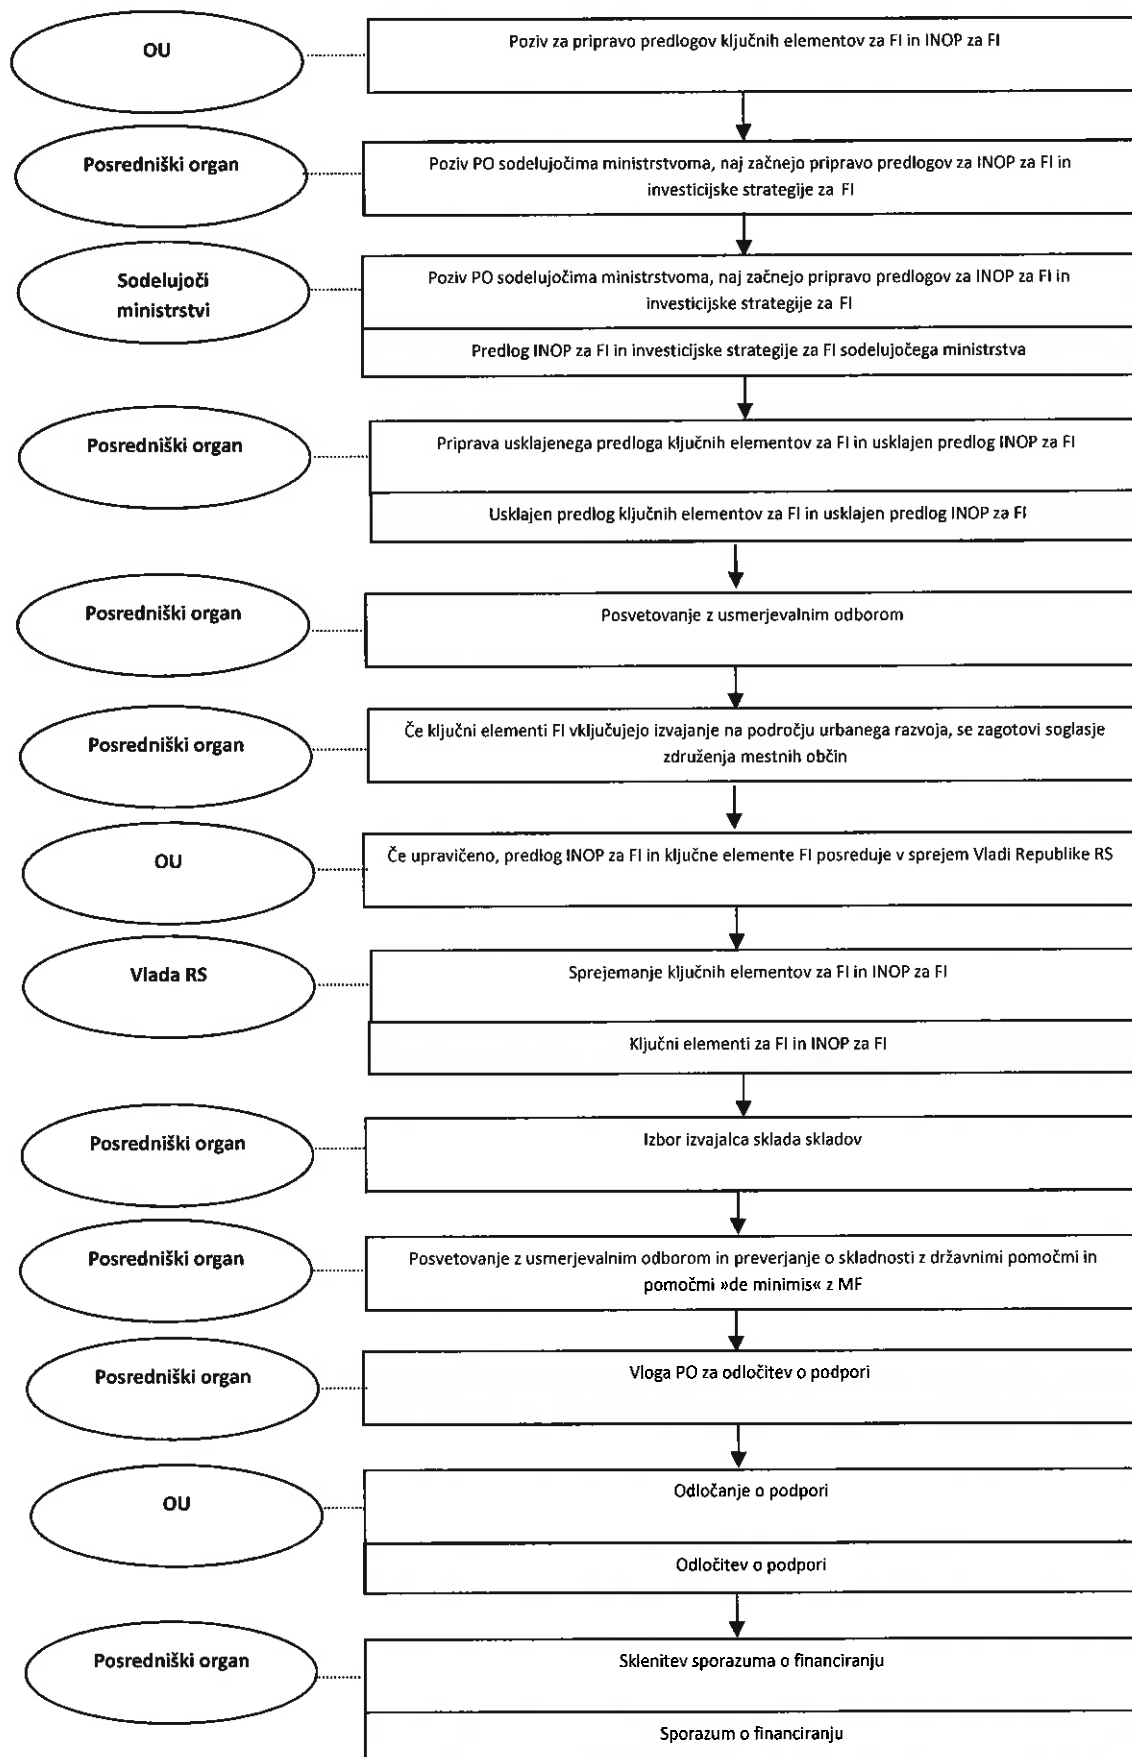 OU
Poziv za pripravo predlogov ključnih elementov za FI in INOP za FI
Posredniški organ
Poziv PO sodelujočima ministrstvoma, naj začnejo pripravo predlogov za INOP za FI in
investicijske strategije za FI
Sodelujoči
ministrstvi
Poziv PO sodelujočima ministrstvoma, naj začnejo pripravo predlogov za INOP za FI in
investicijske strategije za FI
Predlog INOP za FI in investicijske strategije za FI sodelujočega ministrstva
Posredniški organ
Priprava usklajenega predloga ključnih elementov za FI in usklajen predlog INOP za FI
Usklajen predlog ključnih elementov za FI in usklajen predlog INOP za FI
Posredniški organ
Posvetovanje z usmerjevalnim odborom
Posredniški organ
Če ključni elementi FI vključujejo izvajanje na področju urbanega razvoja, se zagotovi soglasje
združenja mestnih občin
OU
Če upravičeno, predlog INOP za FI in ključne elemente FI posreduje v sprejem Vladi Republike RS
Vlada RS
Sprejemanje ključnih elementov za FI in INOP za FI
Ključni elementi za FI in INOP za FI
Posredniški organ
Izbor izvajalca sklada skladov
Posredniški organ
Posvetovanje z usmerjevalnim odborom in preverjanje o skladnosti z državnimi pomočmi in
pomočmi »de minimis« z MF
Posredniški organ
Vloga PO za odločitev o podpori
OU
Odločanje o podpori
Odločitev o podpori
Posredniški organ
Sklenitev sporazuma o financiranju
Sporazum o financiranju